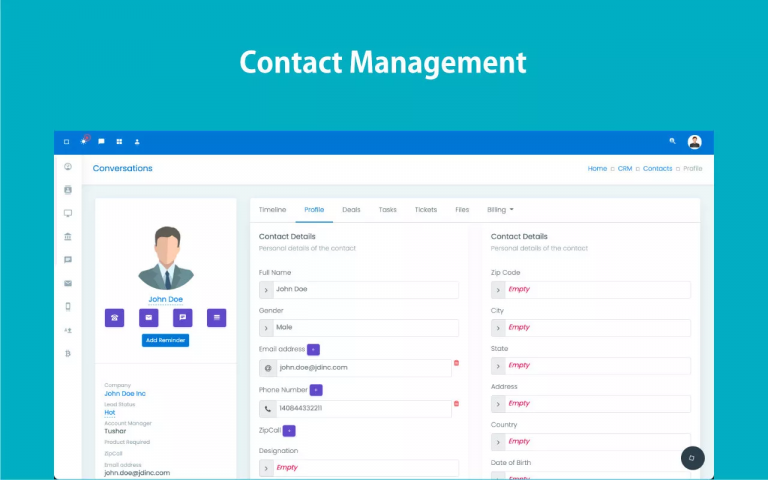 Contact Management
Conversations
Home CRM Contacts Profile
John Doe
Add Reminder
Company
John Doe Inc
Lead Status
Hot
Account Manager
Tushar
Product Required
ZipCall
Email address
john.doe@jdinc.com
Timeline Profile Deals Tasks Tickets Files Billing
Contact Details
Personal details of the contact
Full Name
John Doe
Gender
Male
Email address +
@ john.doe@jdinc.com
Phone Number +
140844332211
ZipCall +
Designation
Empty
Contact Details
Personal details of the contact
Zip Code
Empty
City
Empty
State
Empty
Address
Empty
Country
Empty
Date of Birth
Empty